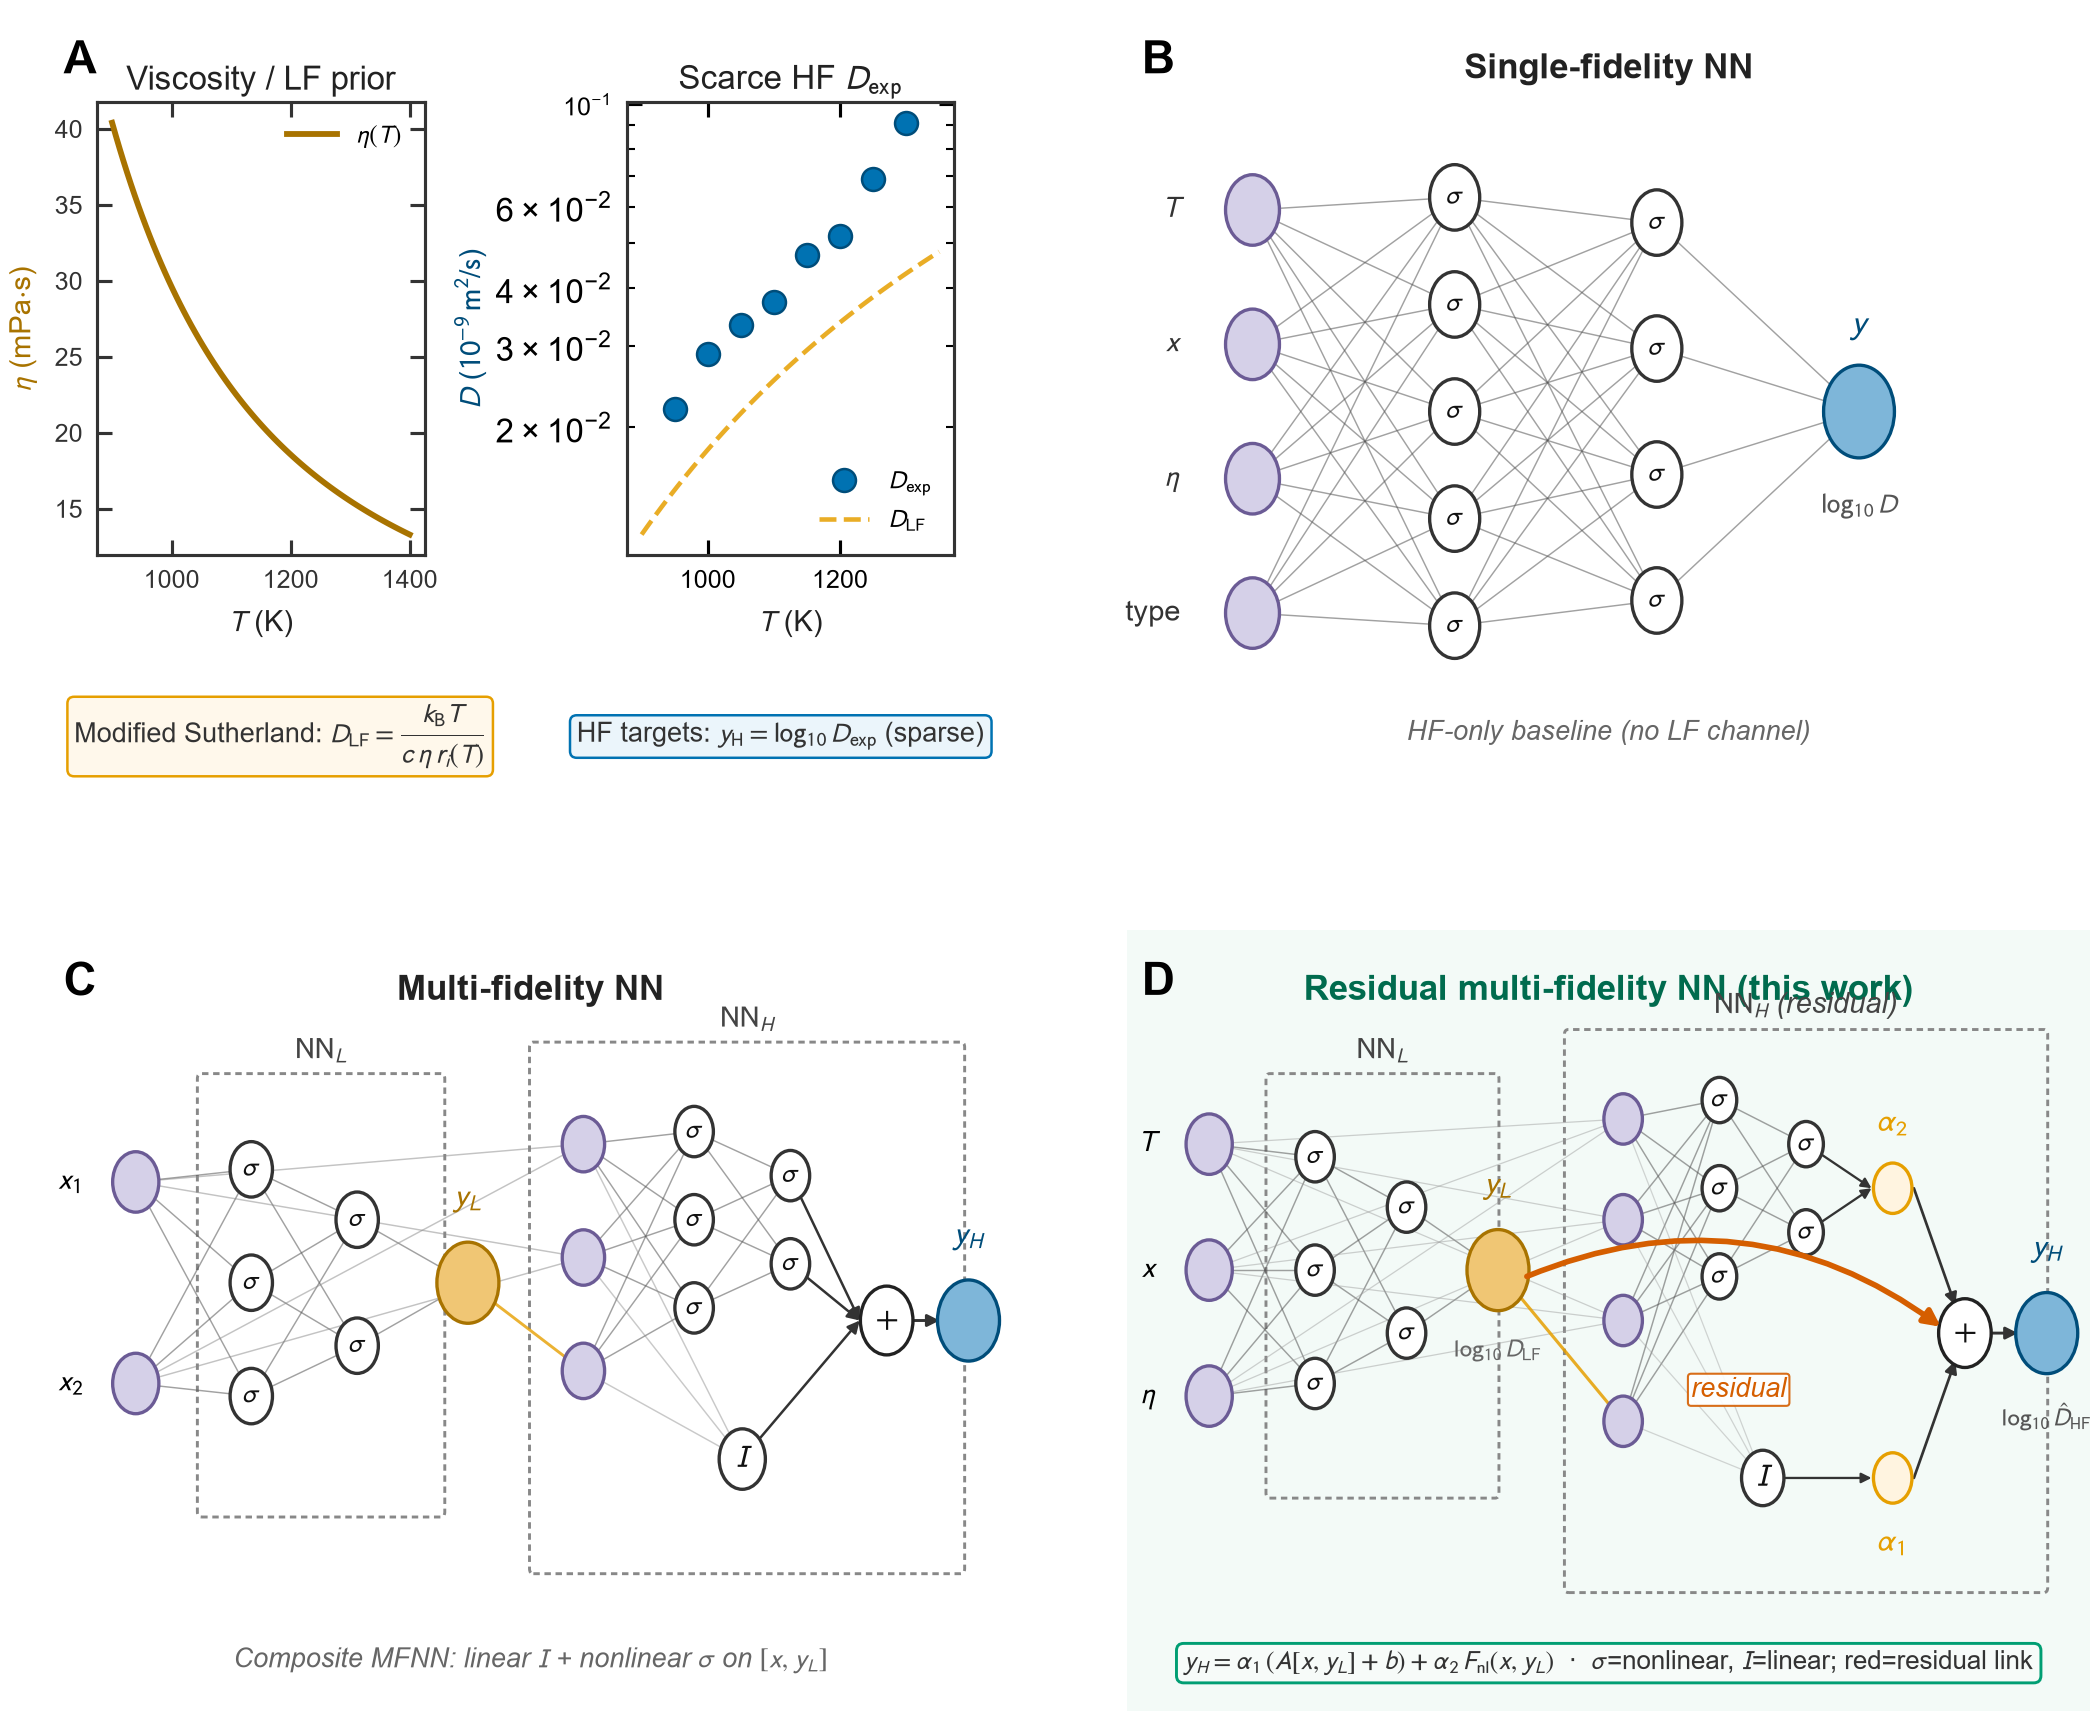 A
Viscosity / LF prior
η(T)
40
35
30
25
20
15
η (mPa·s)
1000 1200 1400
T (K)
Scarce HF D_exp
10⁻¹
6 × 10⁻²
4 × 10⁻²
3 × 10⁻²
2 × 10⁻²
D (10⁻⁹ m²/s)
D_exp
D_LF
1000 1200
T (K)
Modified Sutherland: D_LF = k_B T / c η r_i(T)
HF targets: y_H = log₁₀ D_exp (sparse)
B
Single-fidelity NN
T
x
η
type
σ σ σ σ σ
σ σ σ σ
y
log₁₀ D
HF-only baseline (no LF channel)
C
Multi-fidelity NN
NN_L
NN_H
x₁
x₂
σ σ σ
σ σ
y_L
σ σ σ
σ σ
I
+
y_H
Composite MFNN: linear I + nonlinear σ on [x, y_L]
D
Residual multi-fidelity NN (this work)
NN_H (residual)
NN_L
T
x
η
σ σ σ
σ σ
y_L
log₁₀ D_LF
σ σ σ
σ σ
α₂
residual
I
α₁
+
y_H
log₁₀ D̂_HF
y_H = α₁ (A[x, y_L] + b) + α₂ F_nl(x, y_L) · σ=nonlinear, I=linear; red=residual link